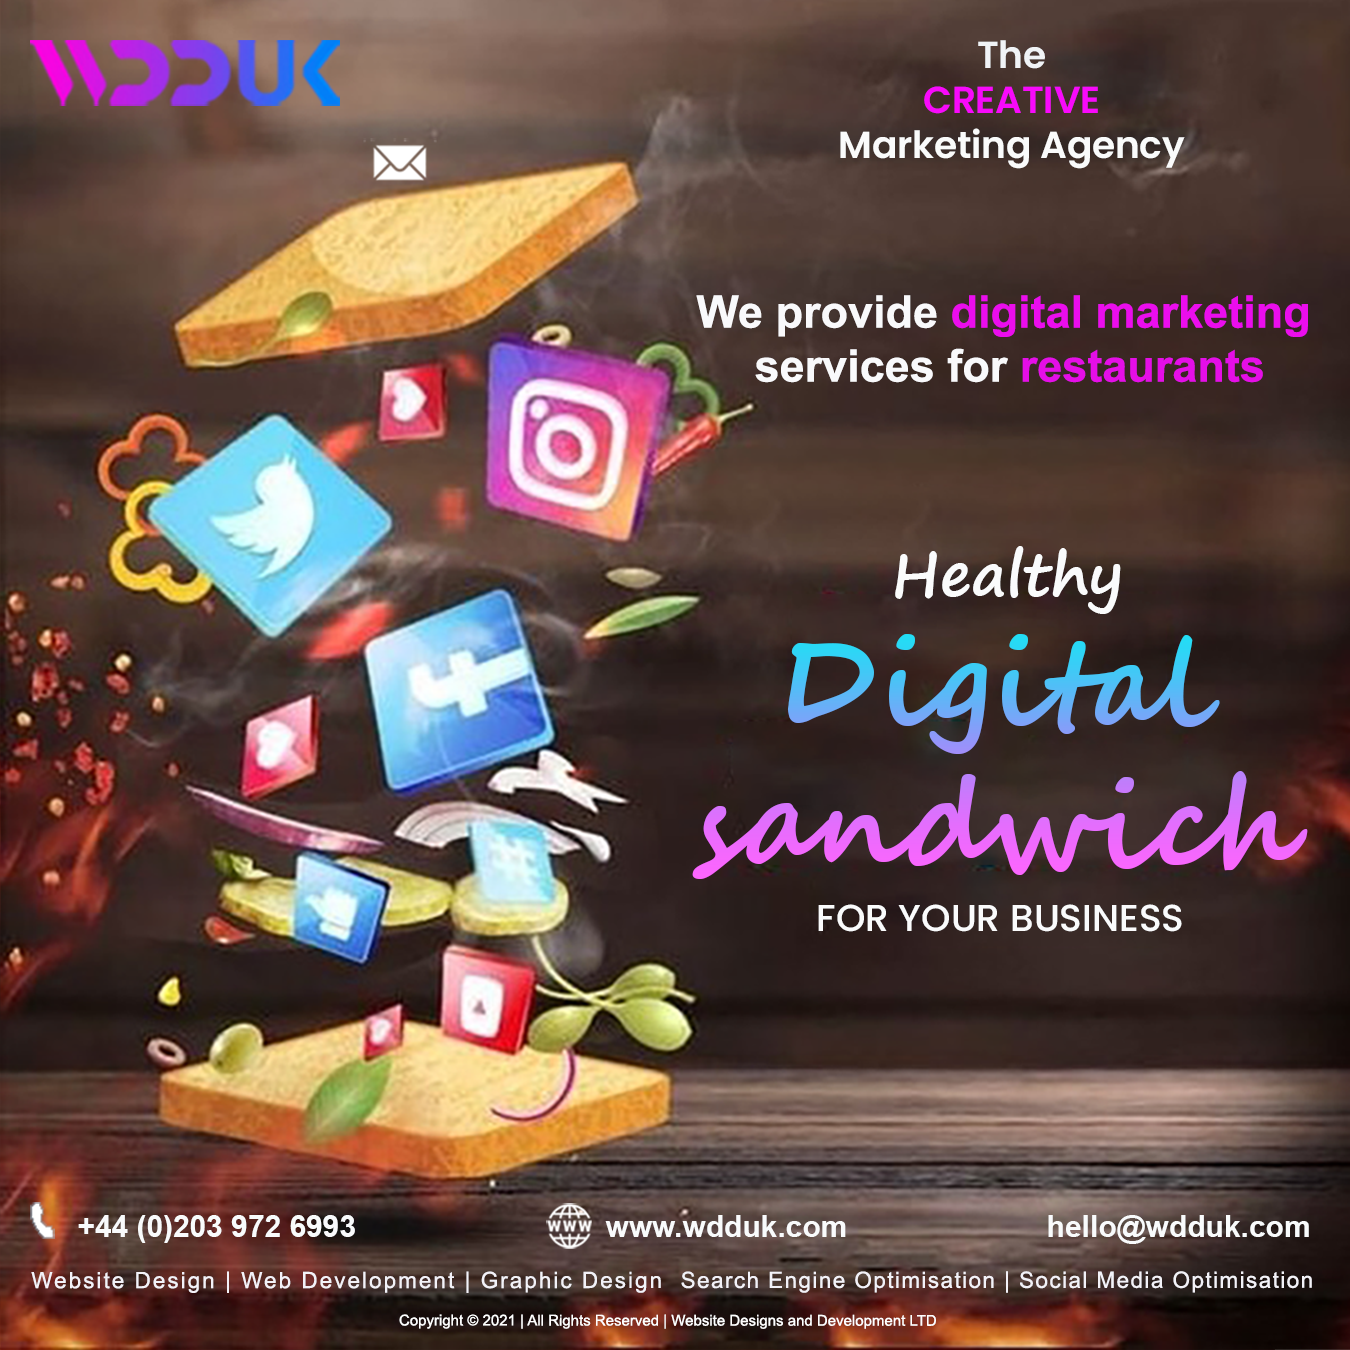 WDDUK
The
CREATIVE
Marketing Agency
We provide digital marketing
services for restaurants
Healthy
Digital
sandwich
FOR YOUR BUSINESS
+44 (0)203 972 6993
www www.wdduk.com
hello@wdduk.com
Website Design | Web Development | Graphic Design Search Engine Optimisation | Social Media Optimisation
Copyright © 2021 | All Rights Reserved | Website Designs and Development LTD